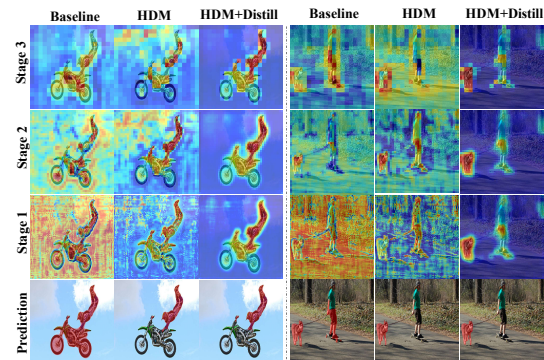 Baseline HDM HDM+Distill Baseline HDM HDM+Distill
Stage 3
Stage 2
Stage 1
Prediction